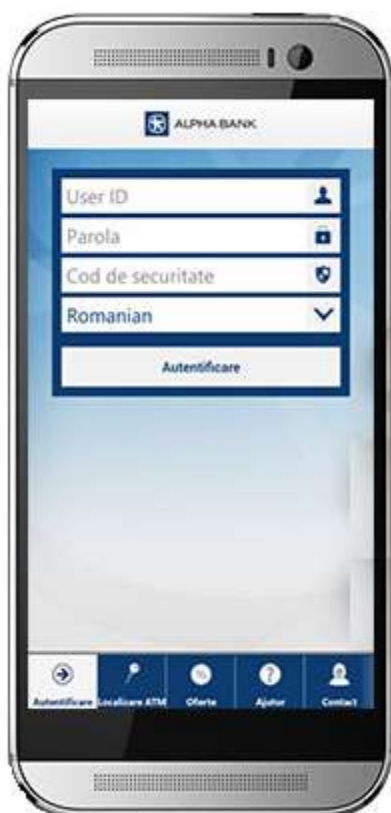 ALPHA BANK
User ID
Parola
Cod de securitate
Romanian
Autentificare
Autentificare Localizare ATM Oferte Ajutor Contact